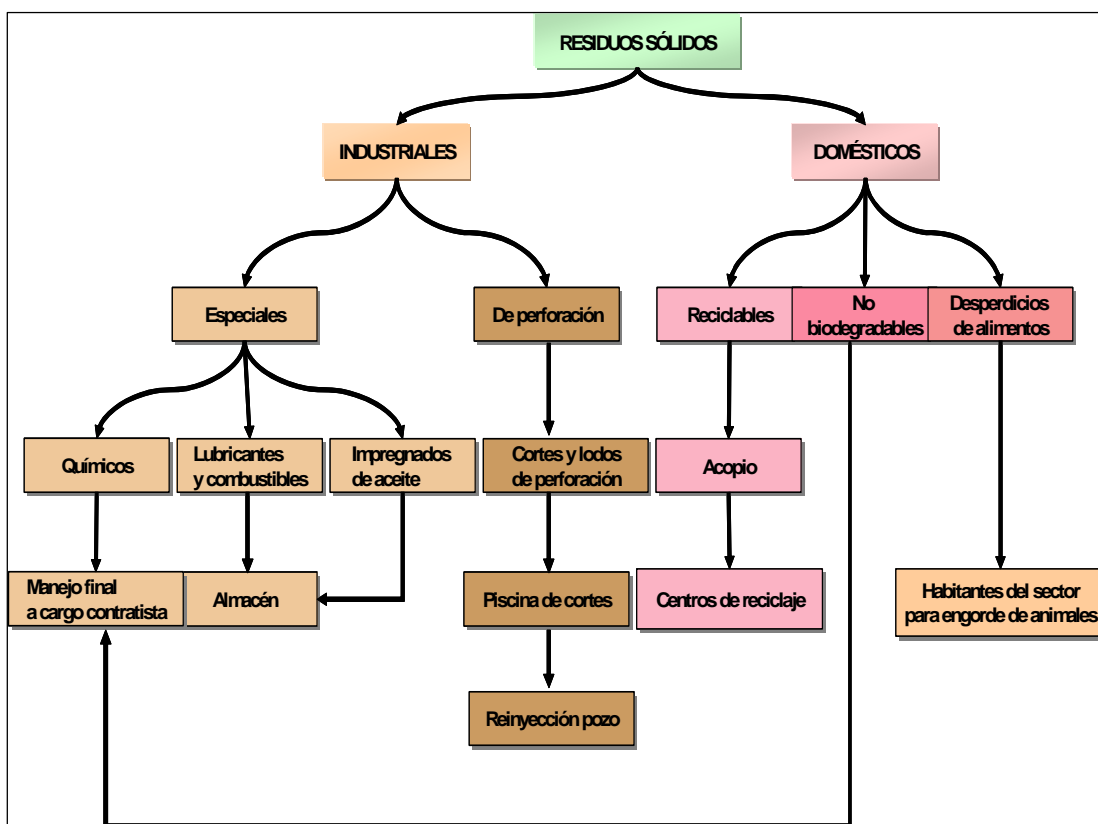 RESIDUOS SÓLIDOS
INDUSTRIALES
DOMÉSTICOS
Especiales
De perforación
Reciclables
No
biodegradables
Desperdicios
de alimentos
Químicos
Lubricantes
y combustibles
Impregnados
de aceite
Cortes y lodos
de perforación
Acopio
Manejo final
a cargo contratista
Almacén
Piscina de cortes
Centros de reciclaje
Habitantes del sector
para engorde de animales
Reinyección pozo